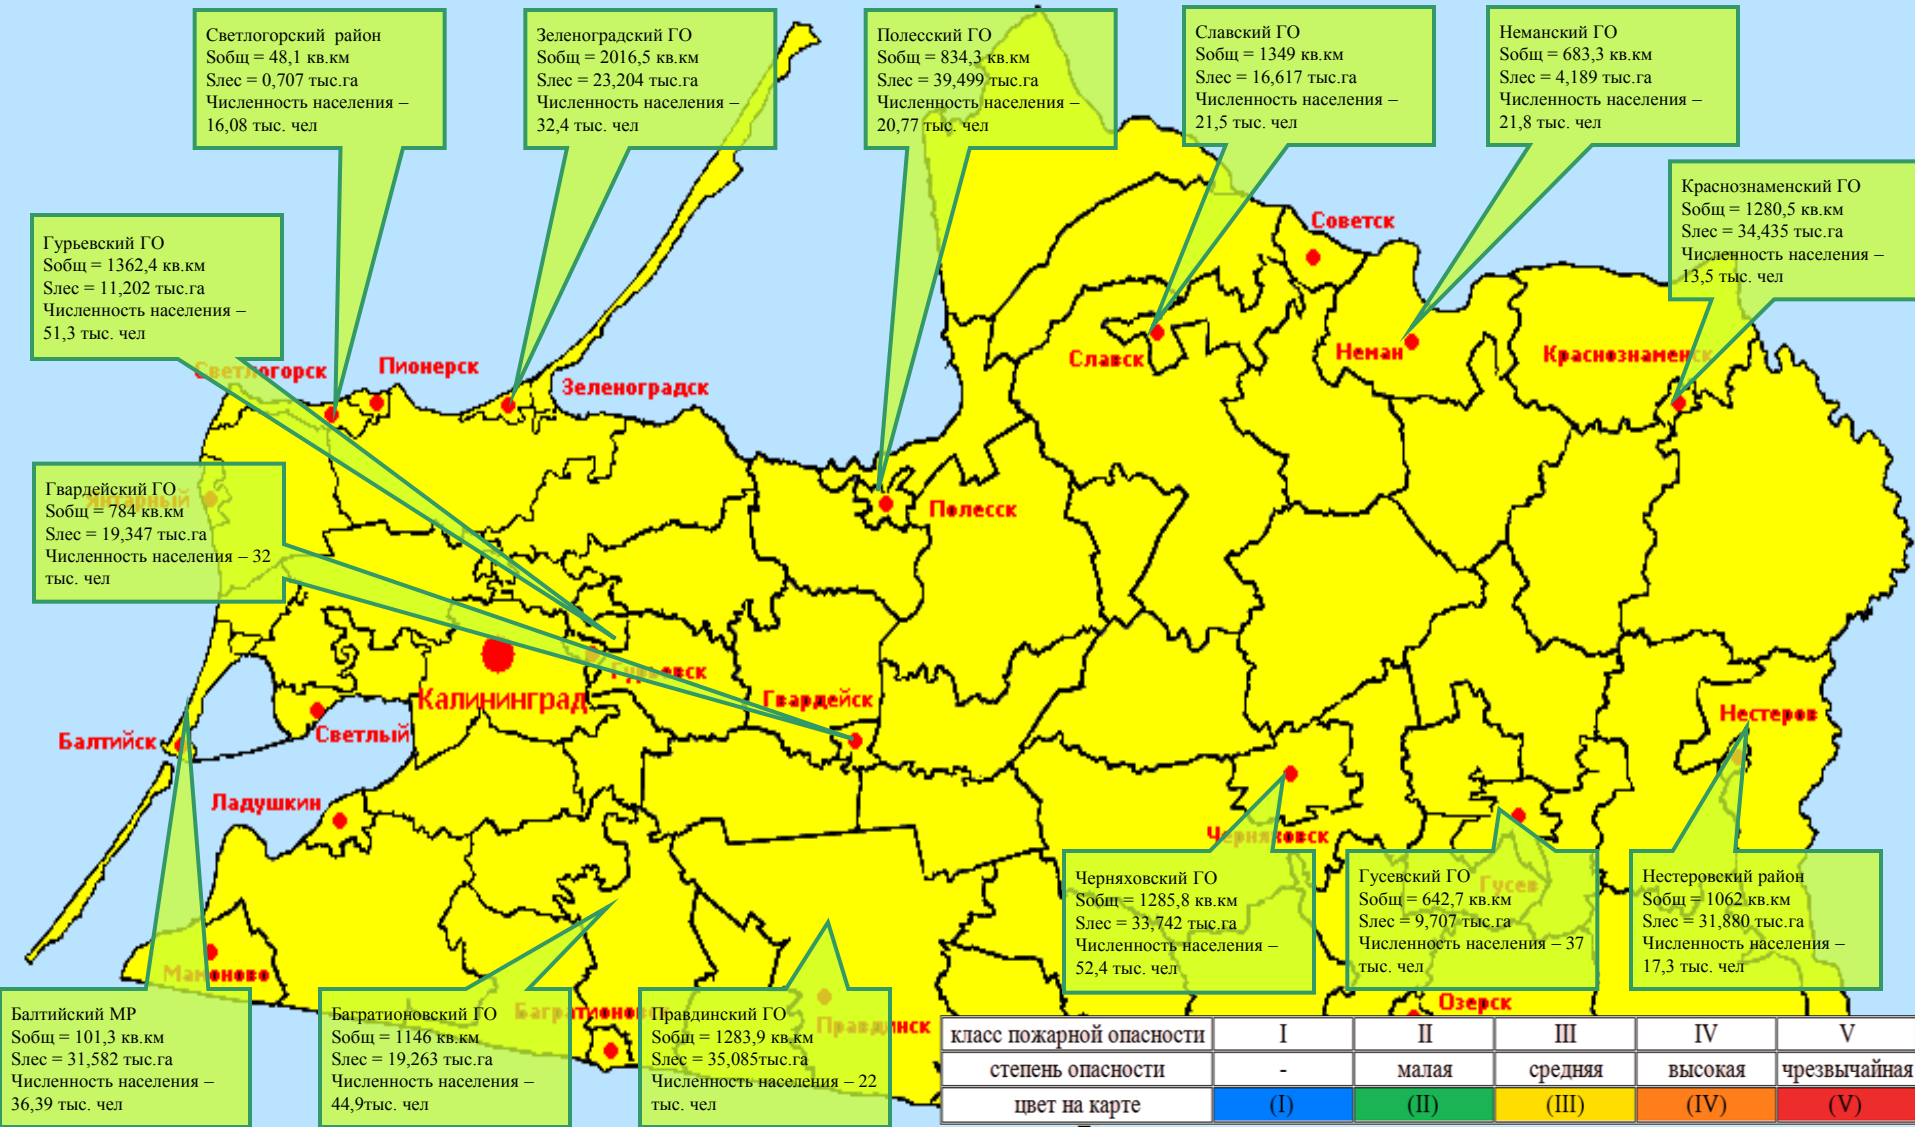 Светлогорский район
Sобщ = 48,1 кв.км
Sлес = 0,707 тыс.га
Численность населения –
16,08 тыс. чел
Зеленоградский ГО
Sобщ = 2016,5 кв.км
Sлес = 23,204 тыс.га
Численность населения –
32,4 тыс. чел
Полесский ГО
Sобщ = 834,3 кв.км
Sлес = 39,499 тыс.га
Численность населения –
20,77 тыс. чел
Славский ГО
Sобщ = 1349 кв.км
Sлес = 16,617 тыс.га
Численность населения –
21,5 тыс. чел
Неманский ГО
Sобщ = 683,3 кв.км
Sлес = 4,189 тыс.га
Численность населения –
21,8 тыс. чел
Краснознаменский ГО
Sобщ = 1280,5 кв.км
Sлес = 34,435 тыс.га
Численность населения –
13,5 тыс. чел
Гурьевский ГО
Sобщ = 1362,4 кв.км
Sлес = 11,202 тыс.га
Численность населения –
51,3 тыс. чел
Советск
Славск
Неман
Краснознаменск
Светлогорск
Пионерск
Зеленоградск
Гвардейский ГО
Sобщ = 784 кв.км
Sлес = 19,347 тыс.га
Численность населения – 32
тыс. чел
Янтарный
Полесск
Гурьевск
Калининград
Гвардейск
Нестеров
Балтийск
Светлый
Ладушкин
Черняховск
Гусев
Мамоново
Черняховский ГО
Sобщ = 1285,8 кв.км
Sлес = 33,742 тыс.га
Численность населения –
52,4 тыс. чел
Гусевский ГО
Sобщ = 642,7 кв.км
Sлес = 9,707 тыс.га
Численность населения – 37
тыс. чел
Нестеровский район
Sобщ = 1062 кв.км
Sлес = 31,880 тыс.га
Численность населения –
17,3 тыс. чел
Озерск
Багратионовск
Правдинск
Балтийский МР
Sобщ = 101,3 кв.км
Sлес = 31,582 тыс.га
Численность населения –
36,39 тыс. чел
Багратионовский ГО
Sобщ = 1146 кв.км
Sлес = 19,263 тыс.га
Численность населения –
44,9тыс. чел
Правдинский ГО
Sобщ = 1283,9 кв.км
Sлес = 35,085тыс.га
Численность населения – 22
тыс. чел
класс пожарной опасности I II III IV V
степень опасности - малая средняя высокая чрезвычайная
цвет на карте (I) (II) (III) (IV) (V)